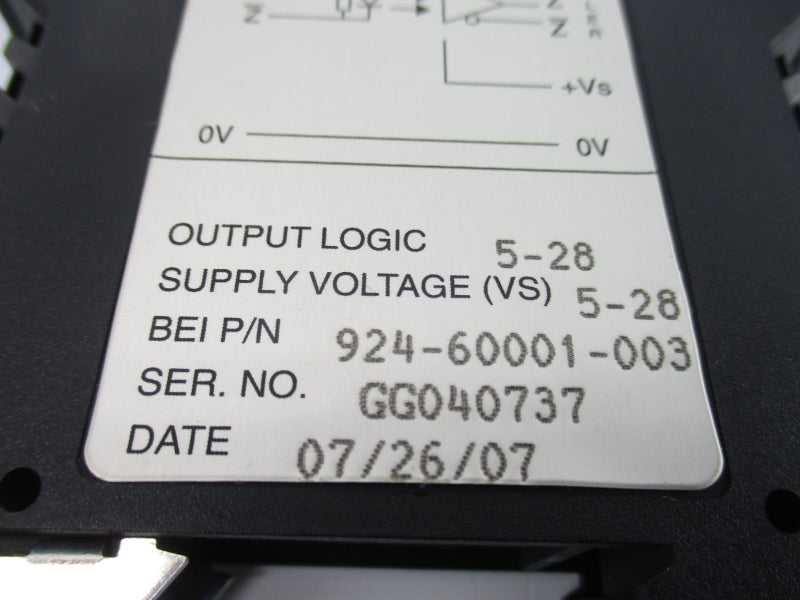 Z
Z
Z
+Vs
0V 0V
OUTPUT LOGIC 5-28
SUPPLY VOLTAGE (VS) 5-28
BEI P/N 924-60001-003
SER. NO. GG040737
DATE 07/26/07